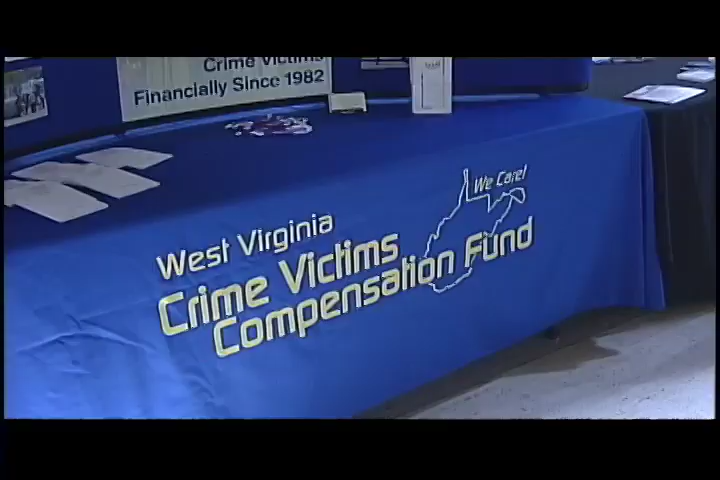 Crime Victims
Financially Since 1982
We Care!
West Virginia
Crime Victims
Compensation Fund